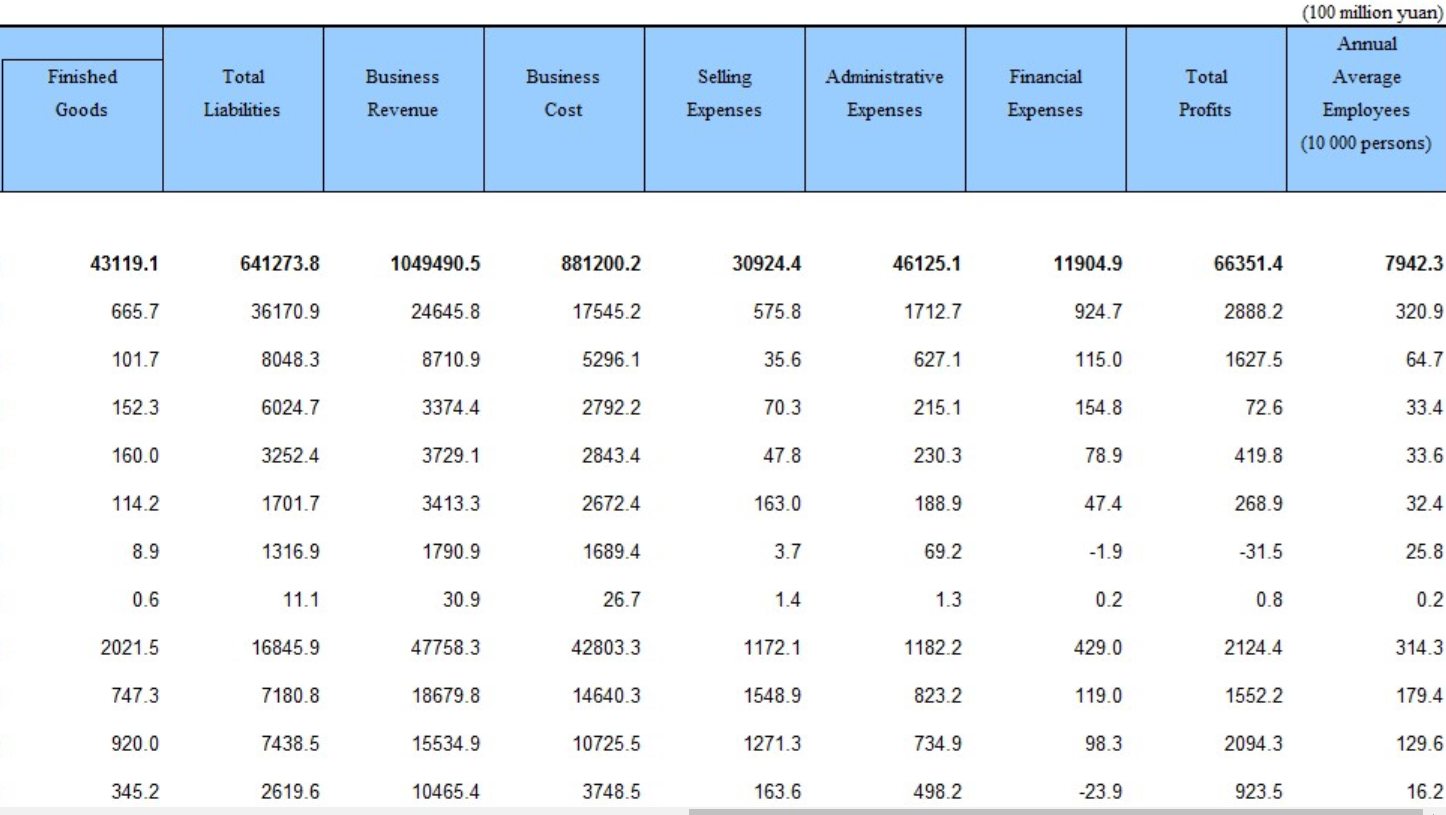 (100 million yuan)
Finished Goods Total Liabilities Business Revenue Business Cost Selling Expenses Administrative Expenses Financial Expenses Total Profits Annual Average Employees (10 000 persons)
43119.1 641273.8 1049490.5 881200.2 30924.4 46125.1 11904.9 66351.4 7942.3
665.7 36170.9 24645.8 17545.2 575.8 1712.7 924.7 2888.2 320.9
101.7 8048.3 8710.9 5296.1 35.6 627.1 115.0 1627.5 64.7
152.3 6024.7 3374.4 2792.2 70.3 215.1 154.8 72.6 33.4
160.0 3252.4 3729.1 2843.4 47.8 230.3 78.9 419.8 33.6
114.2 1701.7 3413.3 2672.4 163.0 188.9 47.4 268.9 32.4
8.9 1316.9 1790.9 1689.4 3.7 69.2 -1.9 -31.5 25.8
0.6 11.1 30.9 26.7 1.4 1.3 0.2 0.8 0.2
2021.5 16845.9 47758.3 42803.3 1172.1 1182.2 429.0 2124.4 314.3
747.3 7180.8 18679.8 14640.3 1548.9 823.2 119.0 1552.2 179.4
920.0 7438.5 15534.9 10725.5 1271.3 734.9 98.3 2094.3 129.6
345.2 2619.6 10465.4 3748.5 163.6 498.2 -23.9 923.5 16.2